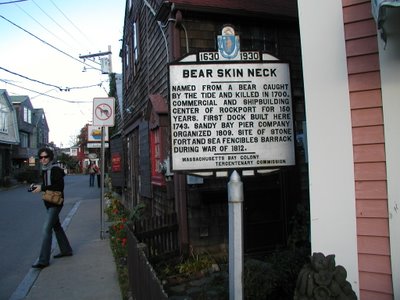 1630 1930
BEAR SKIN NECK
NAMED FROM A BEAR CAUGHT
BY THE TIDE AND KILLED IN 1700.
COMMERCIAL AND SHIPBUILDING
CENTER OF ROCKPORT FOR 150
YEARS. FIRST DOCK BUILT HERE
1743. SANDY BAY PIER COMPANY
ORGANIZED 1809. SITE OF STONE
FORT AND SEA FENCIBLES BARRACK
DURING WAR OF 1812.
MASSACHUSETTS BAY COLONY
TERCENTENARY COMMISSION